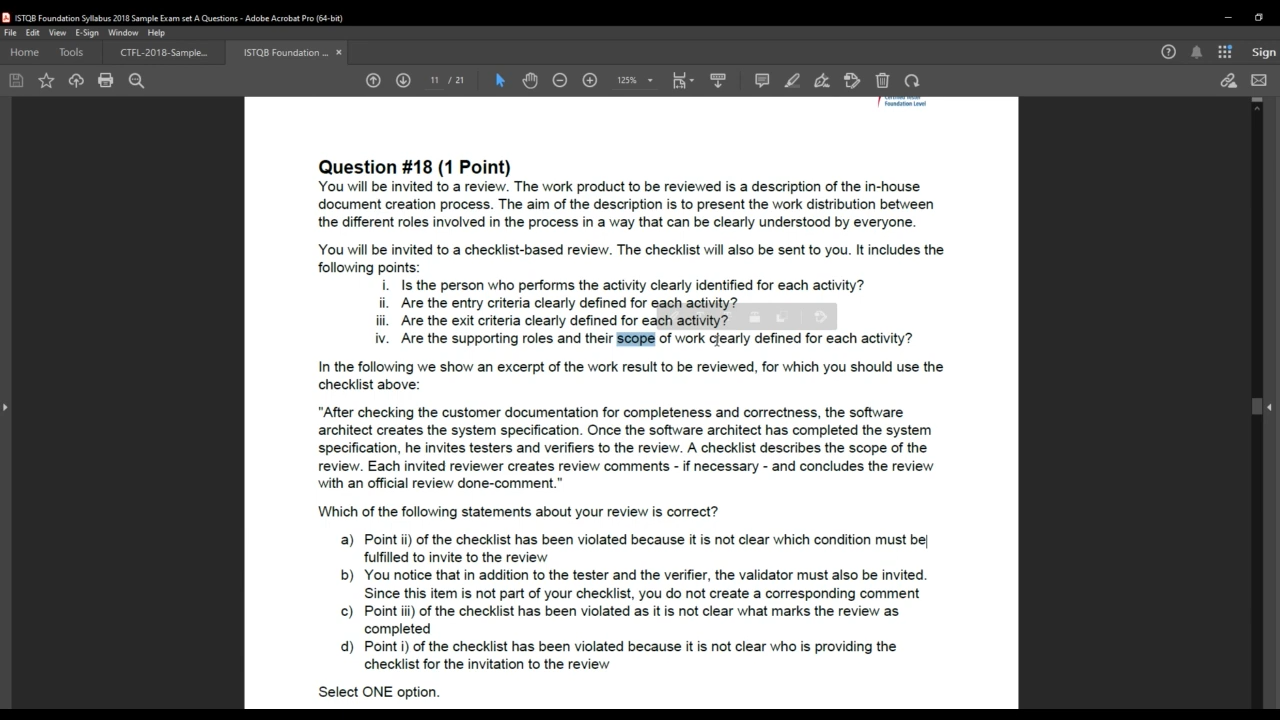 ISTQB Foundation Syllabus 2018 Sample Exam set A Questions - Adobe Acrobat Pro (64-bit)
File Edit View E-Sign Window Help
Home Tools CTFL-2018-Sample... ISTQB Foundation ... × Sign
11 / 21 125%
Foundation Level
Question #18 (1 Point)
You will be invited to a review. The work product to be reviewed is a description of the in-house
document creation process. The aim of the description is to present the work distribution between
the different roles involved in the process in a way that can be clearly understood by everyone.
You will be invited to a checklist-based review. The checklist will also be sent to you. It includes the
following points:
i. Is the person who performs the activity clearly identified for each activity?
ii. Are the entry criteria clearly defined for each activity?
iii. Are the exit criteria clearly defined for each activity?
iv. Are the supporting roles and their scope of work clearly defined for each activity?
In the following we show an excerpt of the work result to be reviewed, for which you should use the
checklist above:
"After checking the customer documentation for completeness and correctness, the software
architect creates the system specification. Once the software architect has completed the system
specification, he invites testers and verifiers to the review. A checklist describes the scope of the
review. Each invited reviewer creates review comments - if necessary - and concludes the review
with an official review done-comment."
Which of the following statements about your review is correct?
a) Point ii) of the checklist has been violated because it is not clear which condition must be
fulfilled to invite to the review
b) You notice that in addition to the tester and the verifier, the validator must also be invited.
Since this item is not part of your checklist, you do not create a corresponding comment
c) Point iii) of the checklist has been violated as it is not clear what marks the review as
completed
d) Point i) of the checklist has been violated because it is not clear who is providing the
checklist for the invitation to the review
Select ONE option.